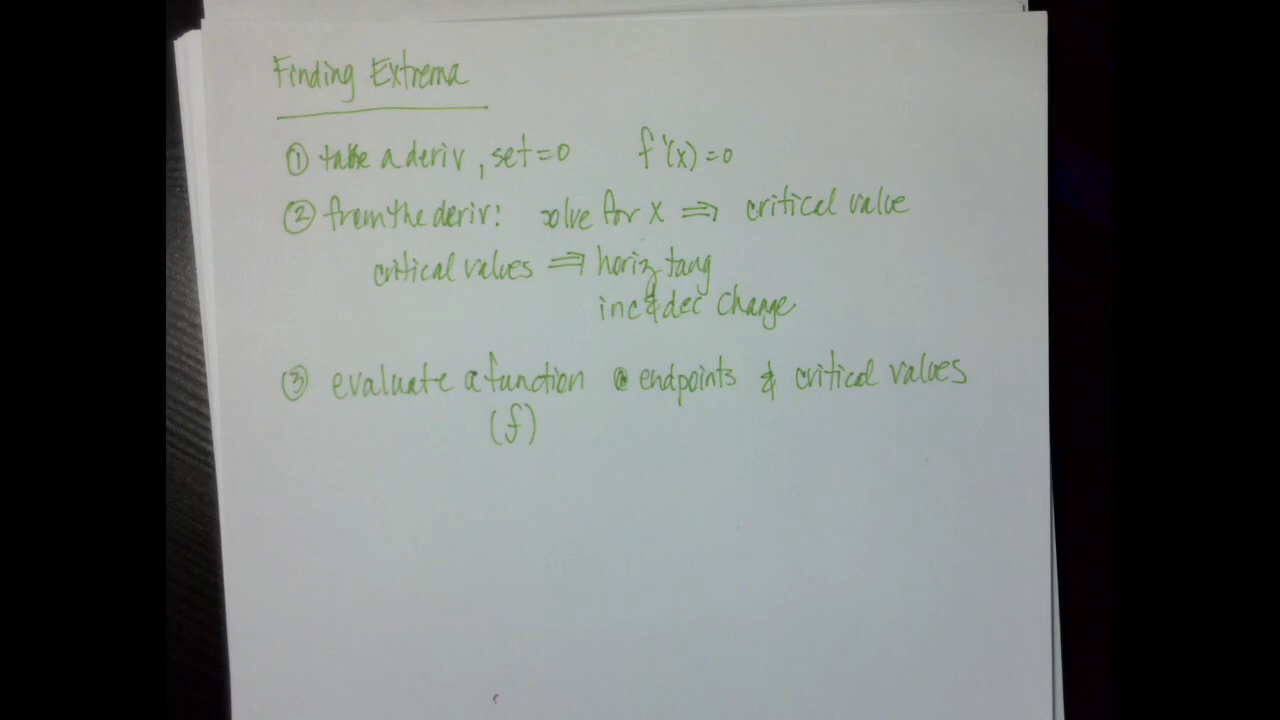 Finding Extrema
① take a deriv, set=0 f'(x)=0
② from the deriv: solve for x ⇒ critical value
critical values ⇒ horiz tang
inc & dec change
③ evaluate a function @ endpoints & critical values
(f)